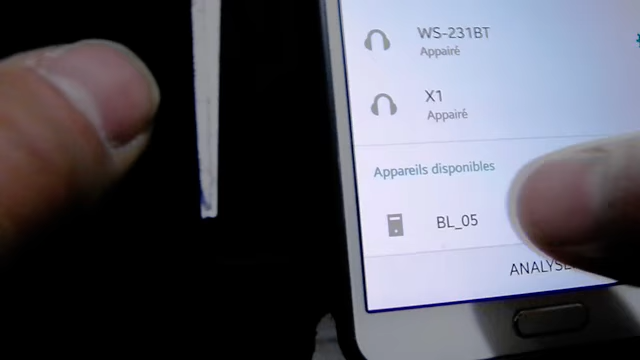 WS-231BT
Appairé
X1
Appairé
Appareils disponibles
BL_05